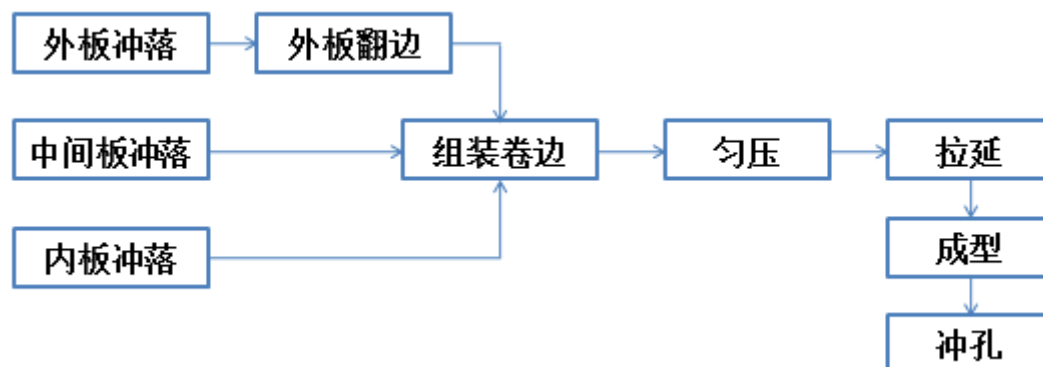 外板冲落
外板翻边
中间板冲落
组装卷边
匀压
拉延
内板冲落
成型
冲孔